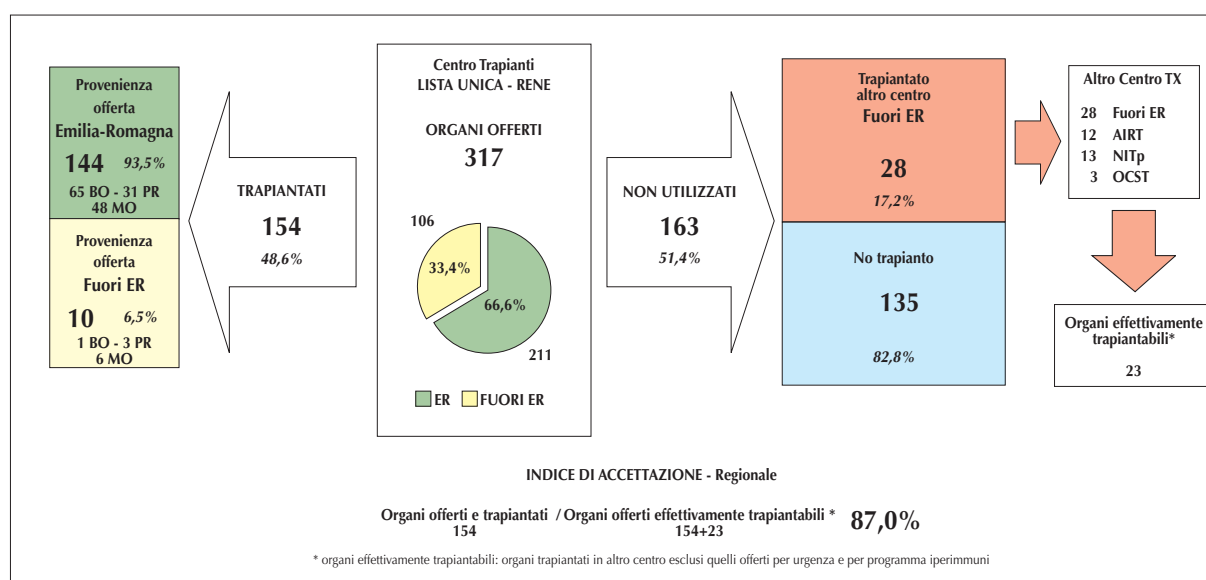 Provenienza
offerta
Emilia-Romagna
144 93,5%
65 BO - 31 PR
48 MO
Provenienza
offerta
Fuori ER
10 6,5%
1 BO - 3 PR
6 MO
TRAPIANTATI
154
48,6%
Centro Trapianti
LISTA UNICA - RENE
ORGANI OFFERTI
317
106
33,4%
66,6%
211
ER FUORI ER
NON UTILIZZATI
163
51,4%
Trapiantato
altro centro
Fuori ER
28
17,2%
No trapianto
135
82,8%
Altro Centro TX
28 Fuori ER
12 AIRT
13 NITp
3 OCST
Organi effettivamente
trapiantabili*
23
INDICE DI ACCETTAZIONE - Regionale
Organi offerti e trapiantati / Organi offerti effettivamente trapiantabili * 87,0%
154 154+23
* organi effettivamente trapiantabili: organi trapiantati in altro centro esclusi quelli offerti per urgenza e per programma iperimmuni